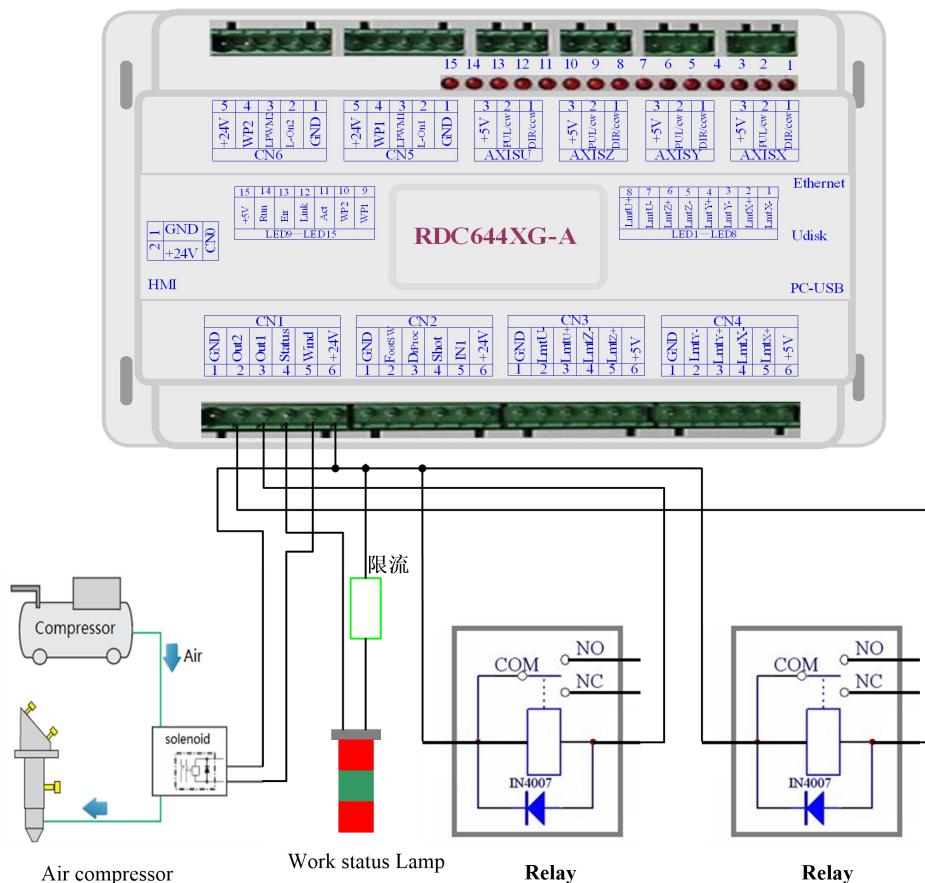 15 14 13 12 11 10 9 8 7 6 5 4 3 2 1
5 4 3 2 1
+24V WP2 LPWM2 L-On2 GND
CN6
5 4 3 2 1
+24V WP1 LPWM1 L-On1 GND
CN5
3 2 1
+5V PUL/cw DIR/ccw
AXISU
3 2 1
+5V PUL/cw DIR/ccw
AXISZ
3 2 1
+5V PUL/cw DIR/ccw
AXISY
3 2 1
+5V PUL/cw DIR/ccw
AXISX
Ethernet
15 14 13 12 11 10 9
+5V Run Err Link Act WP2 WP1
LED9—LED15
8 7 6 5 4 3 2 1
LmtU+ LmtU- LmtZ+ LmtZ- LmtY+ LmtY- LmtX+ LmtX-
LED1—LED8
1 GND
2 +24V
CN0
RDC644XG-A
Udisk
HMI
PC-USB
CN1
GND Out2 Out1 Status Wind +24V
1 2 3 4 5 6
CN2
GND FootSW DrProc Shot IN1 +24V
1 2 3 4 5 6
CN3
GND LmtU- LmtU+ LmtZ- LmtZ+ +5V
1 2 3 4 5 6
CN4
GND LmtY- LmtY+ LmtX- LmtX+ +5V
1 2 3 4 5 6
限流
Compressor
Air
solenoid
COM
NO
NC
IN4007
COM
NO
NC
IN4007
Air compressor
Work status Lamp
Relay
Relay